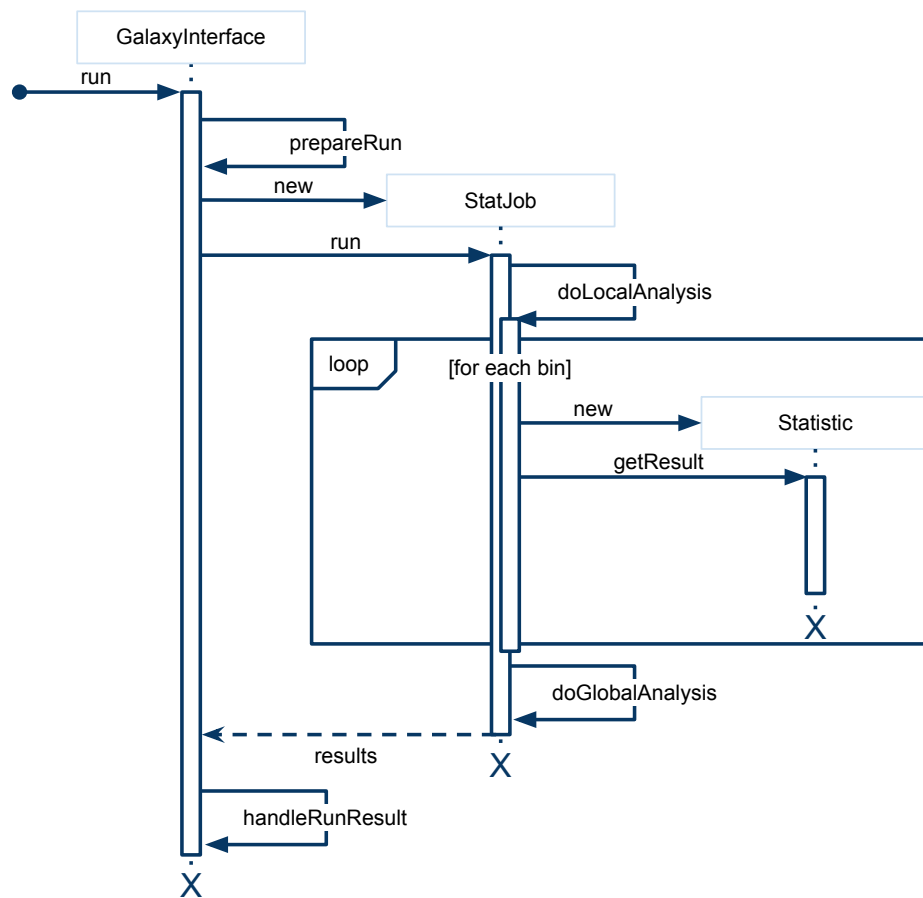 GalaxyInterface
run
prepareRun
new
StatJob
run
doLocalAnalysis
loop
[for each bin]
new
Statistic
getResult
X
doGlobalAnalysis
results
X
handleRunResult
X